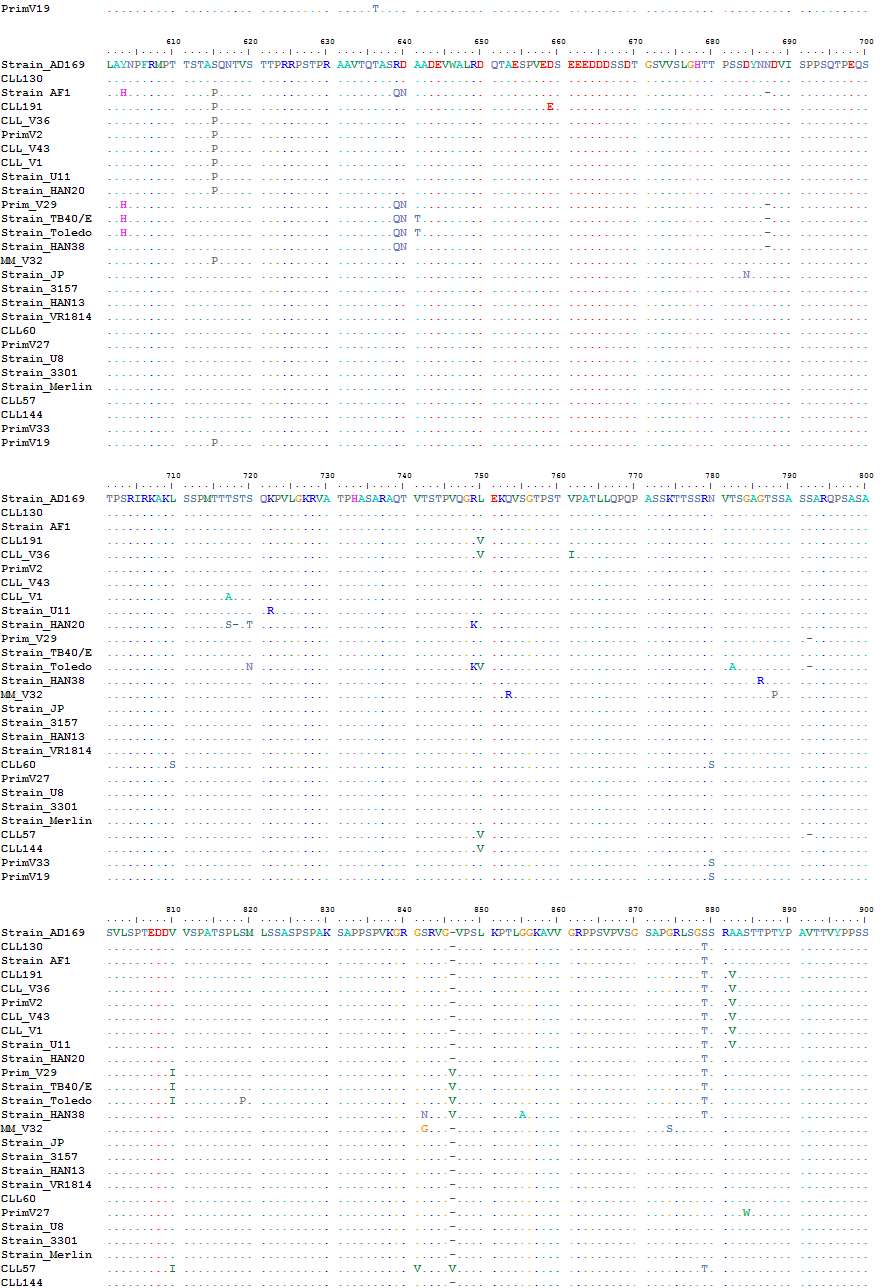 PrimV19 T
610 620 630 640 650 660 670 680 690 700
Strain_AD169 LAYNPFRMPT TSTASQNTVS TTPRRPSTPR AAVTQTASRD AADEVWALRD QTAESPVEDS EEEDDDSSDT GSVVSLGHTT PSSDYNNDVI SPPSQTPEQS
CLL130
Strain AF1 H P QN -
CLL191 P E
CLL_V36 P
PrimV2 P
CLL_V43 P
CLL_V1 P
Strain_U11 P
Strain_HAN20 P
Prim_V29 H QN -
Strain_TB40/E H QN T -
Strain_Toledo H QN T -
Strain_HAN38 QN -
MM_V32 P
Strain_JP N
Strain_3157
Strain_HAN13
Strain_VR1814
CLL60
PrimV27
Strain_U8
Strain_3301
Strain_Merlin
CLL57
CLL144
PrimV33
PrimV19 P
710 720 730 740 750 760 770 780 790 800
Strain_AD169 TPSRIRKAKL SSPMTTTSTS QKPVLGKRVA TPHASARAQT VTSTPVQGRL EKQVSGTPST VPATLLQPQP ASSKTTSSRN VTSGAGTSSA SSARQPSASA
CLL130
Strain AF1
CLL191 V
CLL_V36 V I
PrimV2
CLL_V43
CLL_V1 A
Strain_U11 R
Strain_HAN20 S- T K
Prim_V29 -
Strain_TB40/E
Strain_Toledo N KV A -
Strain_HAN38 R
MM_V32 R P
Strain_JP
Strain_3157
Strain_HAN13
Strain_VR1814
CLL60 S S
PrimV27
Strain_U8
Strain_3301
Strain_Merlin
CLL57 V -
CLL144 V
PrimV33 S
PrimV19 S
810 820 830 840 850 860 870 880 890 900
Strain_AD169 SVLSPTEDDV VSPATSPLSM LSSASPSPAK SAPPSPVKGR GSRVG-VPSL KPTLGGKAVV GRPPSVPVSG SAPGRLSGSS RAASTTPTYP AVTTVYPPSS
CLL130 - T
Strain AF1 - T
CLL191 - T V
CLL_V36 - T V
PrimV2 - T V
CLL_V43 - T V
CLL_V1 - T V
Strain_U11 - T V
Strain_HAN20 - T
Prim_V29 I V T
Strain_TB40/E I V T
Strain_Toledo I P V T
Strain_HAN38 N V A T
MM_V32 G - S
Strain_JP -
Strain_3157 -
Strain_HAN13 -
Strain_VR1814 -
CLL60 -
PrimV27 - W
Strain_U8 -
Strain_3301 -
Strain_Merlin -
CLL57 I V V T
CLL144 -